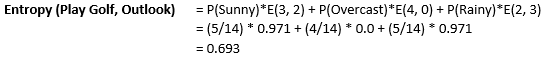 Entropy (Play Golf, Outlook) = P(Sunny)*E(3, 2) + P(Overcast)*E(4, 0) + P(Rainy)*E(2, 3)
= (5/14) * 0.971 + (4/14) * 0.0 + (5/14) * 0.971
= 0.693